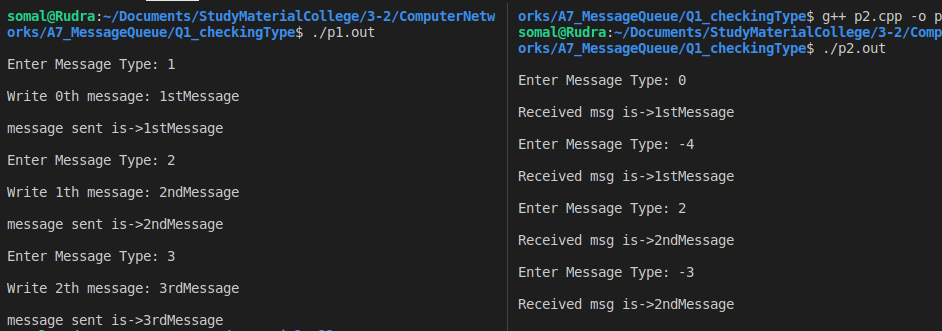 somal@Rudra:~/Documents/StudyMaterialCollege/3-2/ComputerNetw
orks/A7_MessageQueue/Q1_checkingType$ ./p1.out
Enter Message Type: 1
Write 0th message: 1stMessage
message sent is->1stMessage
Enter Message Type: 2
Write 1th message: 2ndMessage
message sent is->2ndMessage
Enter Message Type: 3
Write 2th message: 3rdMessage
message sent is->3rdMessage
orks/A7_MessageQueue/Q1_checkingType$ g++ p2.cpp -o p
somal@Rudra:~/Documents/StudyMaterialCollege/3-2/Comp
orks/A7_MessageQueue/Q1_checkingType$ ./p2.out
Enter Message Type: 0
Received msg is->1stMessage
Enter Message Type: -4
Received msg is->1stMessage
Enter Message Type: 2
Received msg is->2ndMessage
Enter Message Type: -3
Received msg is->2ndMessage